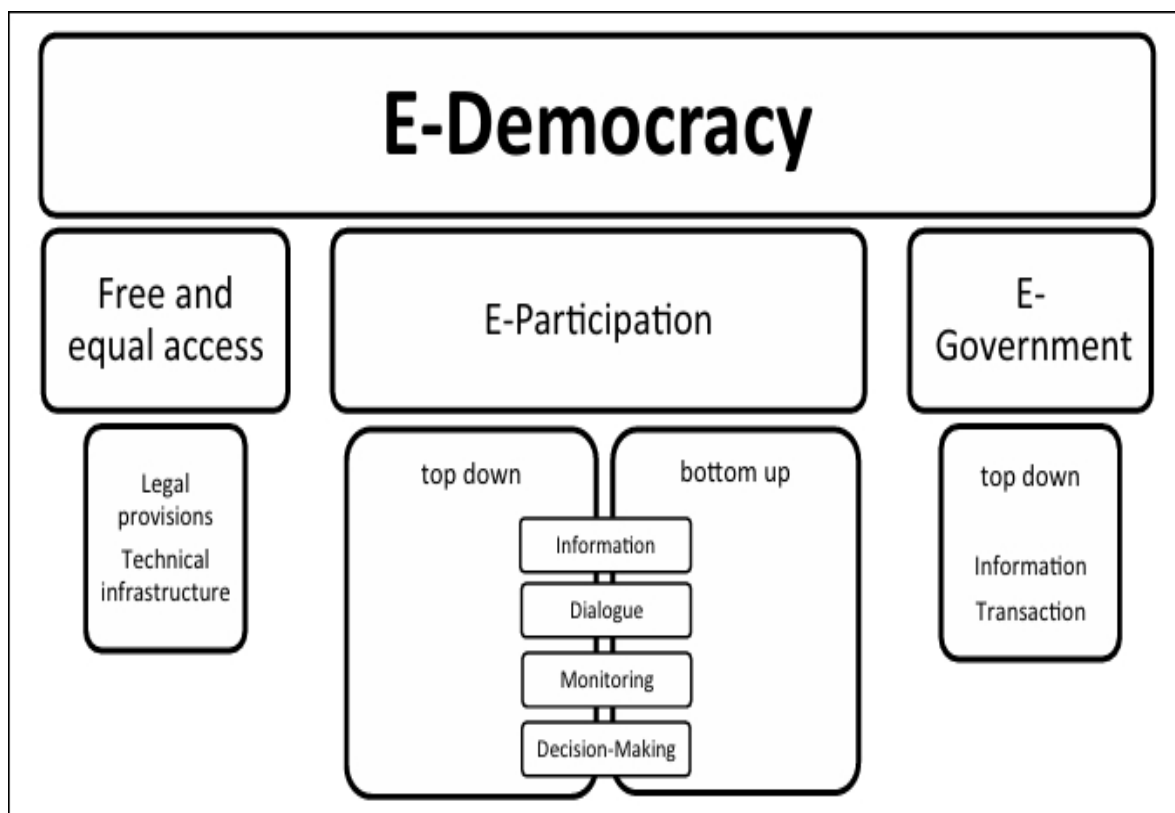 E-Democracy
Free and
equal access
E-Participation
E-
Government
Legal
provisions
Technical
infrastructure
top down
bottom up
Information
Dialogue
Monitoring
Decision-Making
top down
Information
Transaction